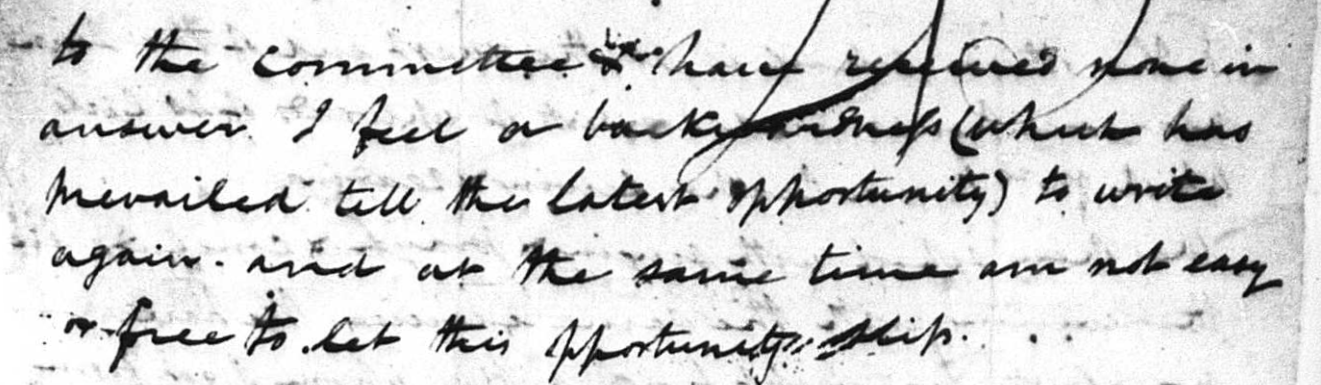 to the committee & have received none in
answer. I feel a backwardness (which has
prevailed tell the latest opportunity) to write
again. and at the same time am not easy
or free to let this opportunity slip.